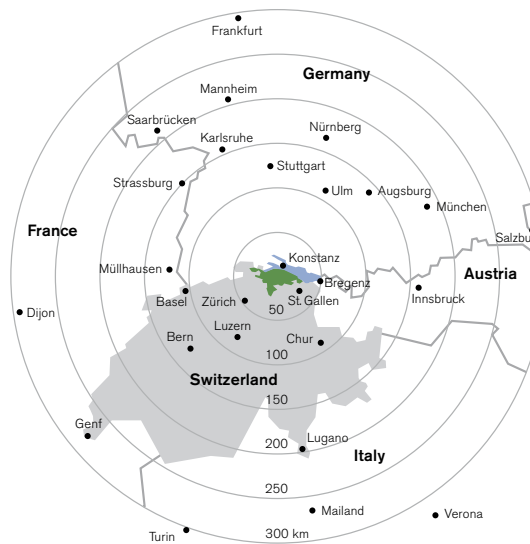 Frankfurt
Germany
Mannheim
Saarbrücken
Nürnberg
Karlsruhe
Stuttgart
Strassburg
Ulm
Augsburg
München
France
Salzbu
Konstanz
Müllhausen
Austria
Bregenz
Basel
Zürich
St. Gallen
Innsbruck
Dijon
50
Luzern
Bern
Chur
100
Switzerland
150
Genf
Lugano
200
Italy
250
Mailand
Verona
Turin
300 km